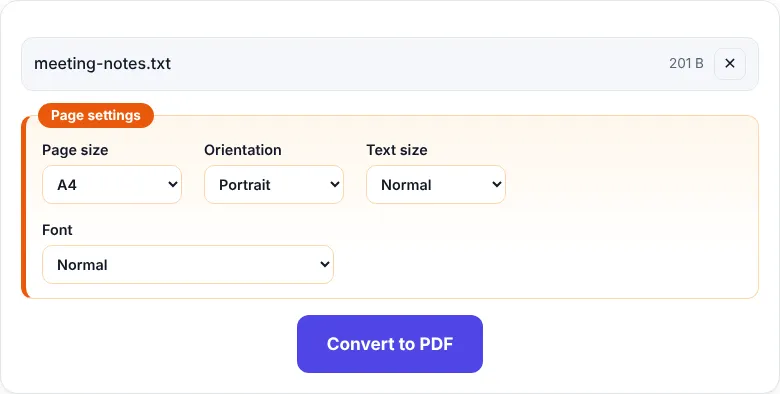 meeting-notes.txt 201 B ✕
Page settings
Page size Orientation Text size
A4 Portrait Normal
Font
Normal
Convert to PDF